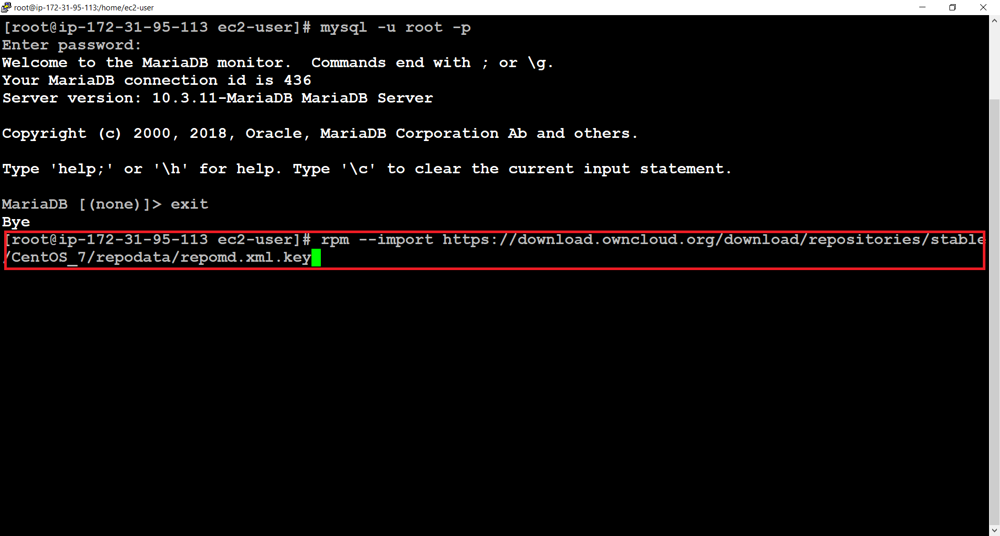 root@ip-172-31-95-113:/home/ec2-user
[root@ip-172-31-95-113 ec2-user]# mysql -u root -p
Enter password:
Welcome to the MariaDB monitor.  Commands end with ; or \g.
Your MariaDB connection id is 436
Server version: 10.3.11-MariaDB MariaDB Server
Copyright (c) 2000, 2018, Oracle, MariaDB Corporation Ab and others.
Type 'help;' or '\h' for help. Type '\c' to clear the current input statement.
MariaDB [(none)]> exit
Bye
[root@ip-172-31-95-113 ec2-user]# rpm --import https://download.owncloud.org/download/repositories/stable
/CentOS_7/repodata/repomd.xml.key